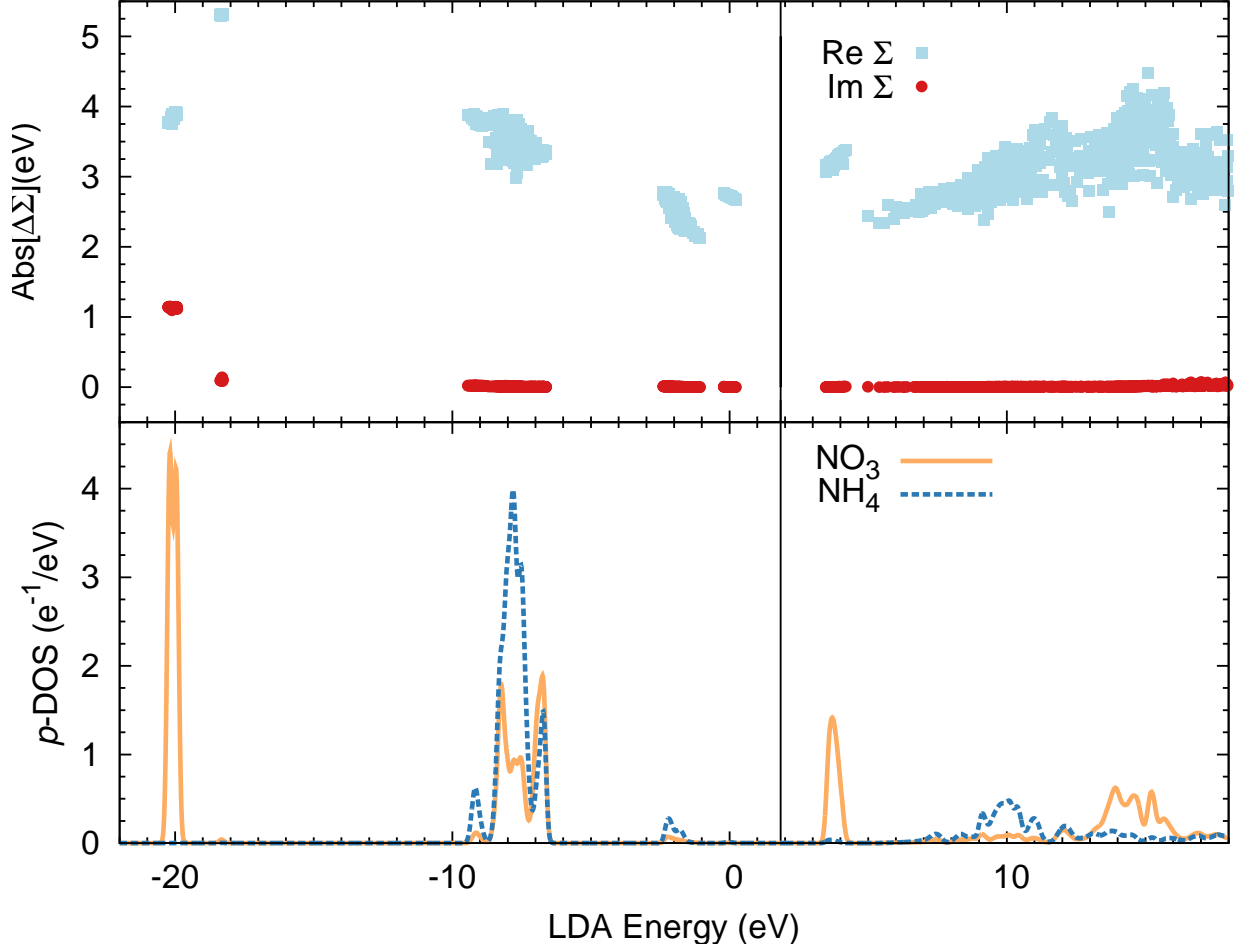 5
4
3
2
1
0
Abs[ΔΣ](eV)
Re Σ
Im Σ
4
3
2
1
0
p-DOS (e⁻¹/eV)
NO₃
NH₄
-20 -10 0 10
LDA Energy (eV)